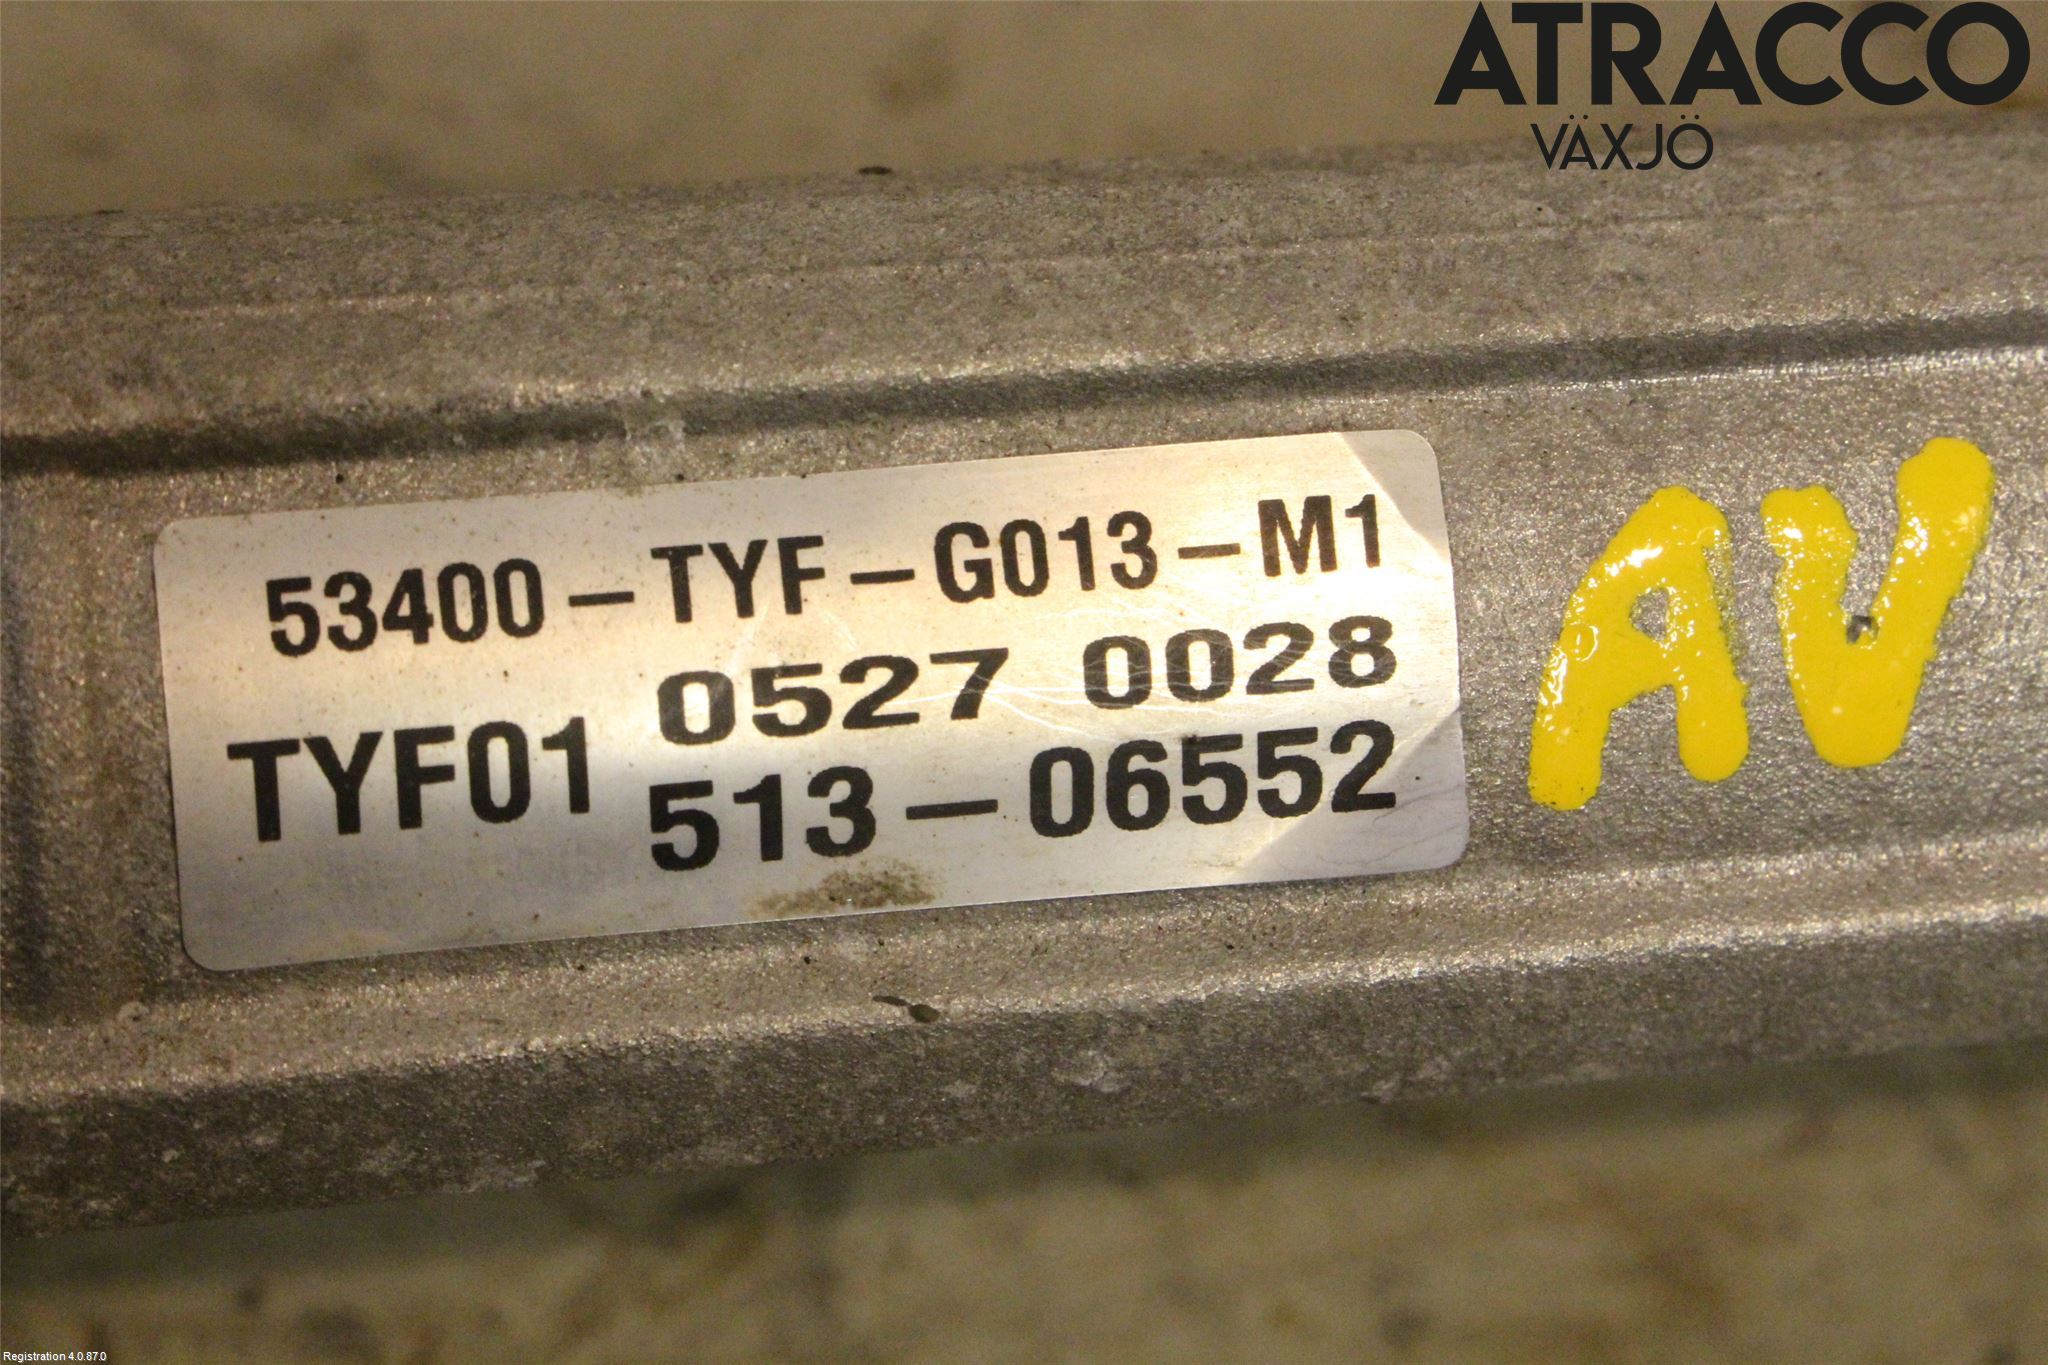 ATRACCO
VÄXJÖ
53400-TYF-G013-M1
0527 0028
TYF01
513-06552
AV
Registration 4.0.87.0